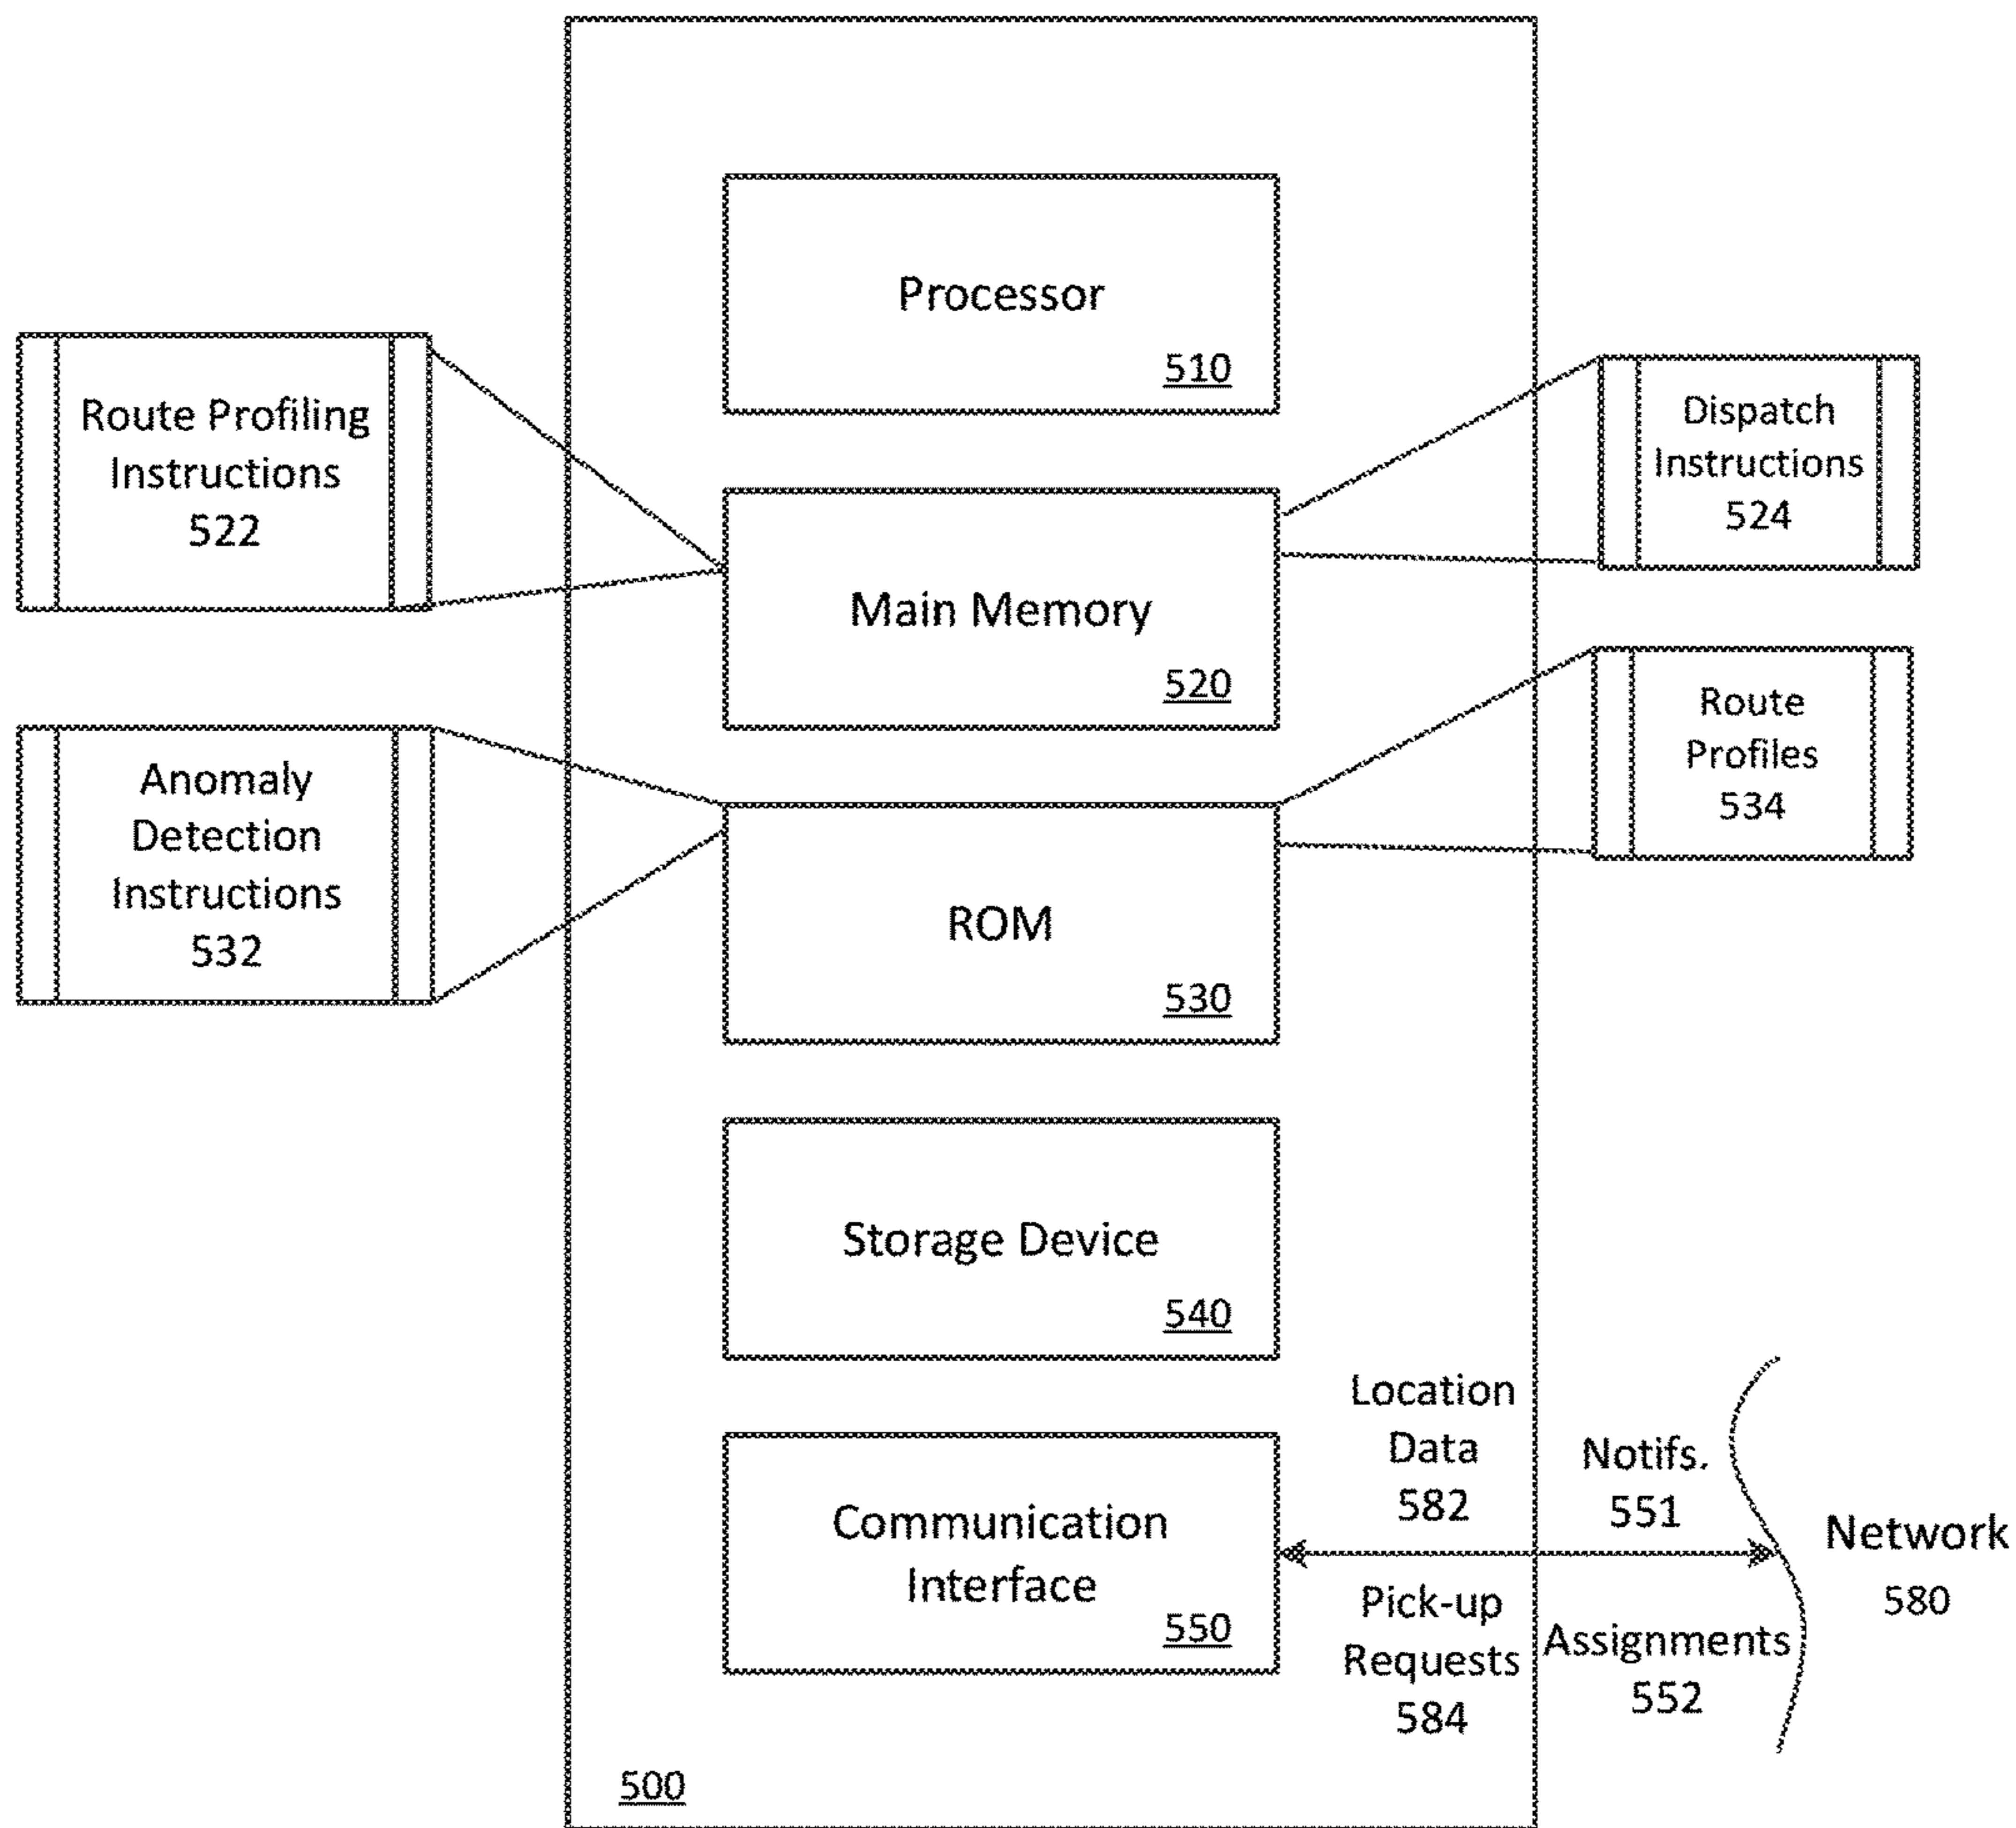 Processor
510
Route Profiling
Instructions
522
Dispatch
Instructions
524
Main Memory
520
Route
Profiles
534
Anomaly
Detection
Instructions
532
ROM
530
Storage Device
540
Location
Data
582
Notifs.
551
Communication
Interface
550
Network
580
Pick-up
Requests
584
Assignments
552
500